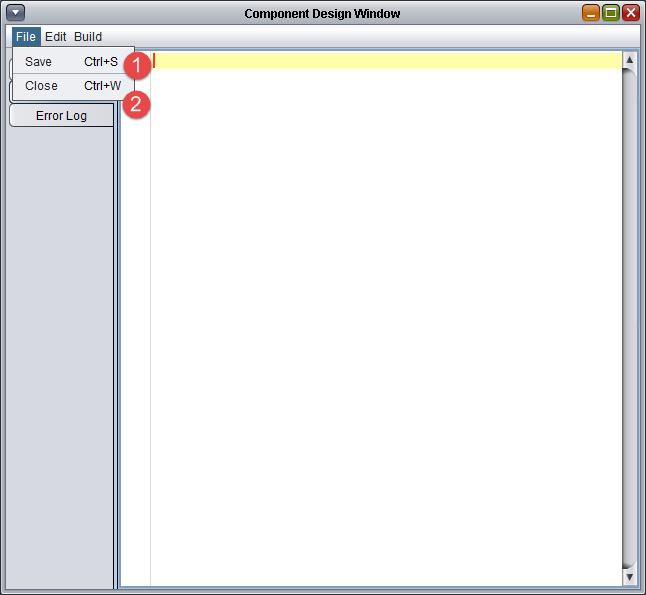 Component Design Window
File Edit Build
Save Ctrl+S 1
Close Ctrl+W
2
Error Log